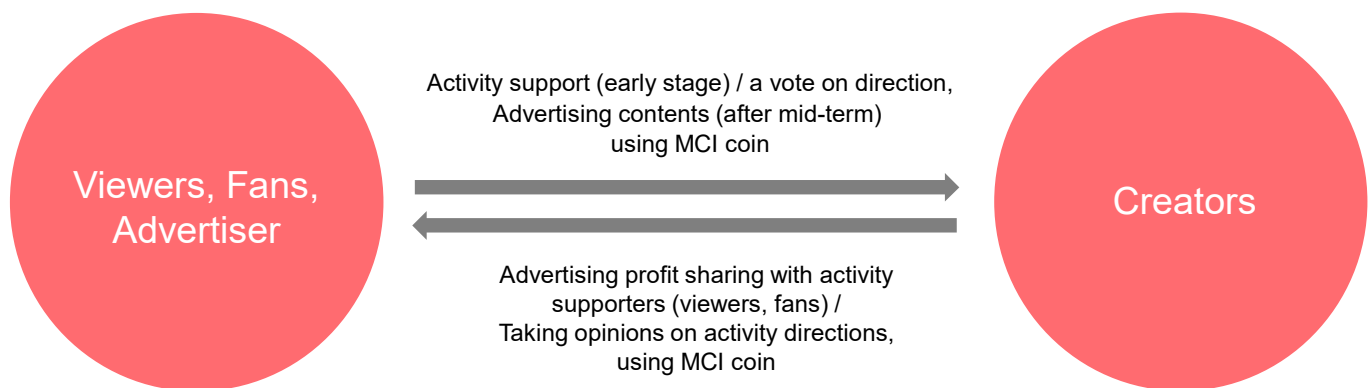 Viewers, Fans,
Advertiser
Activity support (early stage) / a vote on direction,
Advertising contents (after mid-term)
using MCI coin
Advertising profit sharing with activity
supporters (viewers, fans) /
Taking opinions on activity directions,
using MCI coin
Creators